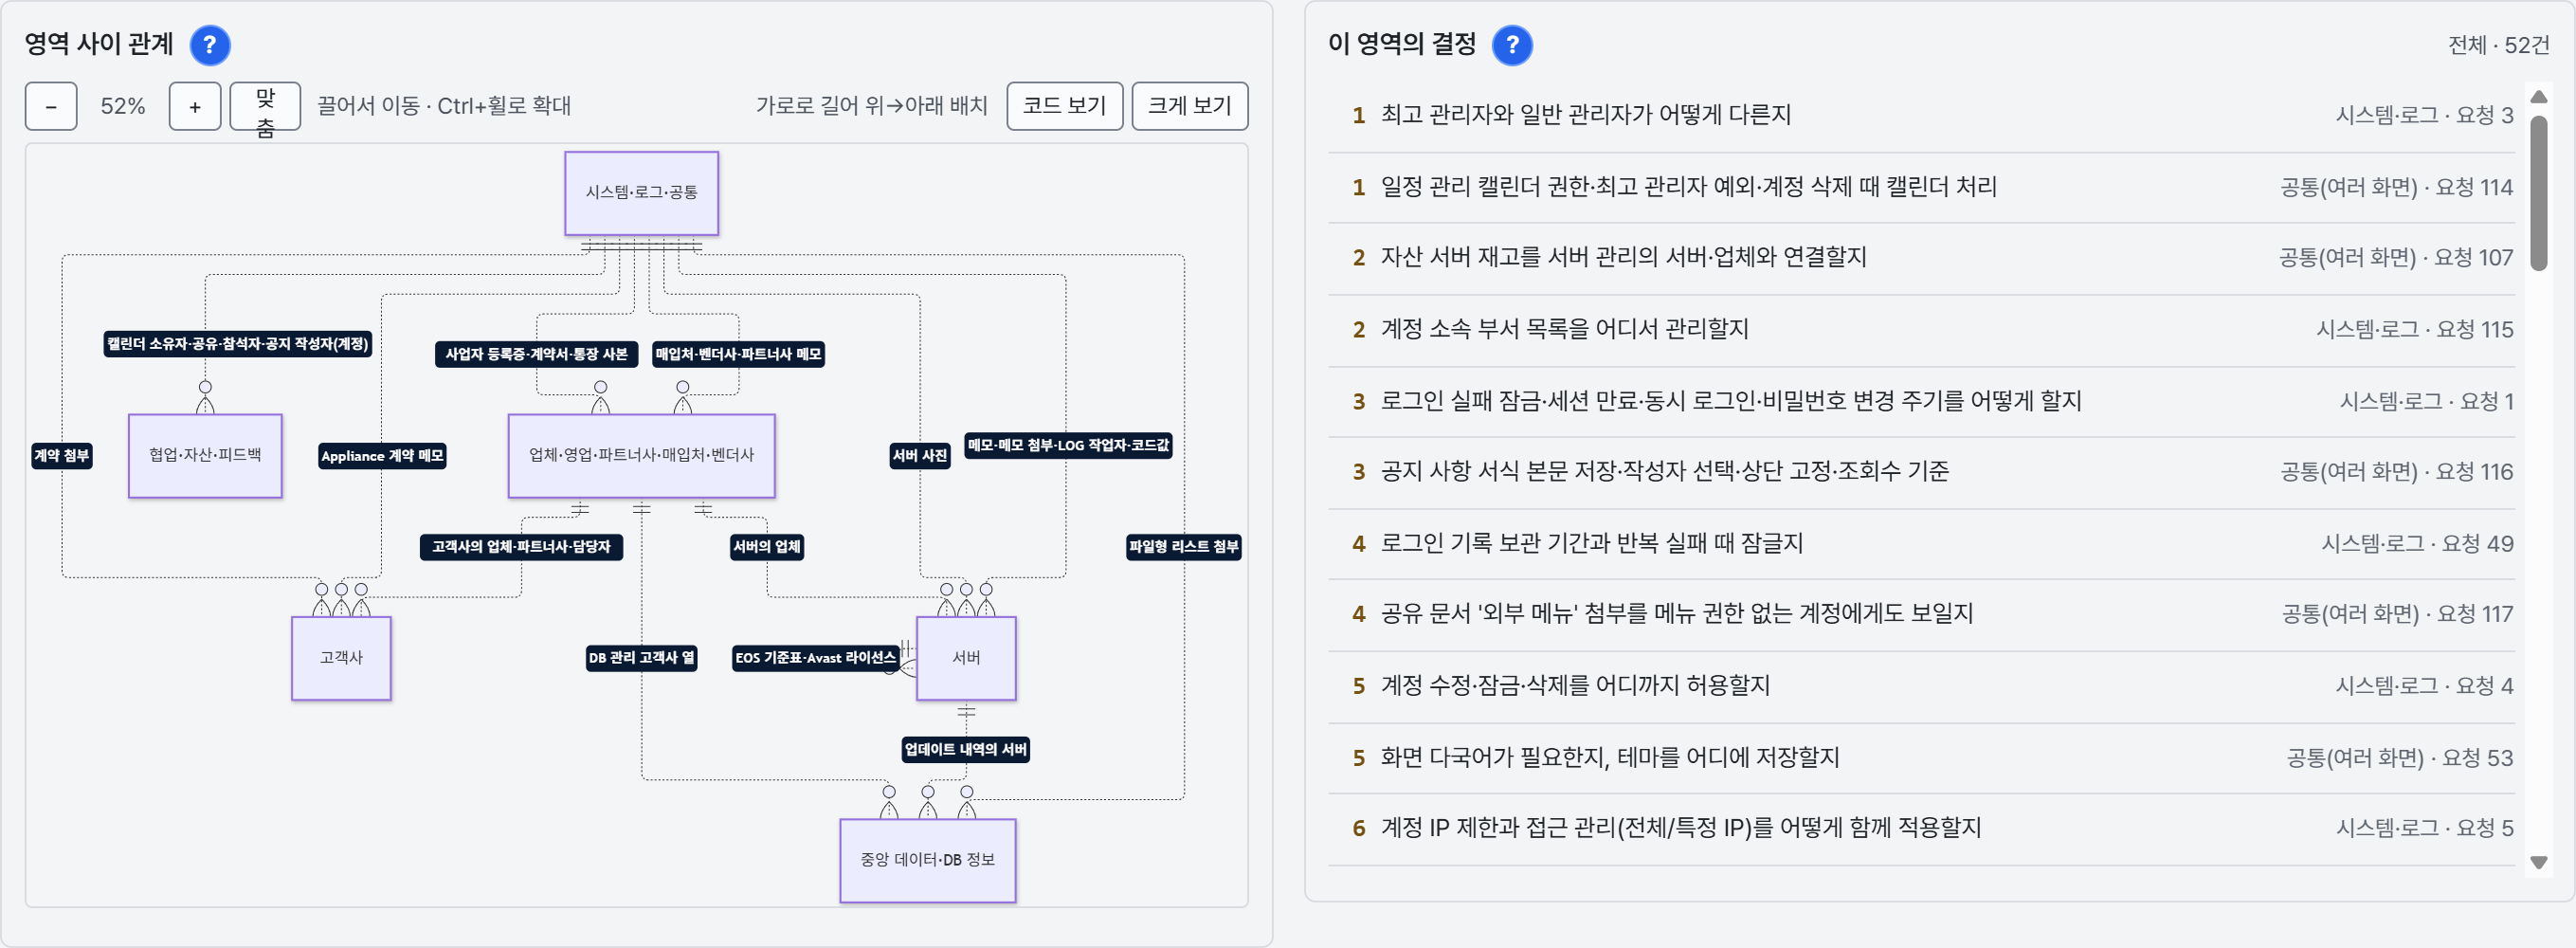 영역 사이 관계 ?
− 52% + 맞춤 끌어서 이동 · Ctrl+휠로 확대 가로로 길어 위→아래 배치 코드 보기 크게 보기
시스템·로그·공통
캘린더 소유자·공유·참석자·공지 작성자(계정)
사업자 등록증·계약서·통장 사본
매입처·벤더사·파트너사 메모
계약 첨부
협업·자산·피드백
Appliance 계약 메모
업체·영업·파트너사·매입처·벤더사
서버 사진
메모·메모 첨부·LOG 작업자·코드값
고객사의 업체·파트너사·담당자
서버의 업체
파일형 리스트 첨부
고객사
DB 관리 고객사 열
EOS 기준표·Avast 라이선스
서버
업데이트 내역의 서버
중앙 데이터·DB 정보
이 영역의 결정 ? 전체 · 52건
1 최고 관리자와 일반 관리자가 어떻게 다른지 시스템·로그 · 요청 3
1 일정 관리 캘린더 권한·최고 관리자 예외·계정 삭제 때 캘린더 처리 공통(여러 화면) · 요청 114
2 자산 서버 재고를 서버 관리의 서버·업체와 연결할지 공통(여러 화면) · 요청 107
2 계정 소속 부서 목록을 어디서 관리할지 시스템·로그 · 요청 115
3 로그인 실패 잠금·세션 만료·동시 로그인·비밀번호 변경 주기를 어떻게 할지 시스템·로그 · 요청 1
3 공지 사항 서식 본문 저장·작성자 선택·상단 고정·조회수 기준 공통(여러 화면) · 요청 116
4 로그인 기록 보관 기간과 반복 실패 때 잠글지 시스템·로그 · 요청 49
4 공유 문서 '외부 메뉴' 첨부를 메뉴 권한 없는 계정에게도 보일지 공통(여러 화면) · 요청 117
5 계정 수정·잠금·삭제를 어디까지 허용할지 시스템·로그 · 요청 4
5 화면 다국어가 필요한지, 테마를 어디에 저장할지 공통(여러 화면) · 요청 53
6 계정 IP 제한과 접근 관리(전체/특정 IP)를 어떻게 함께 적용할지 시스템·로그 · 요청 5